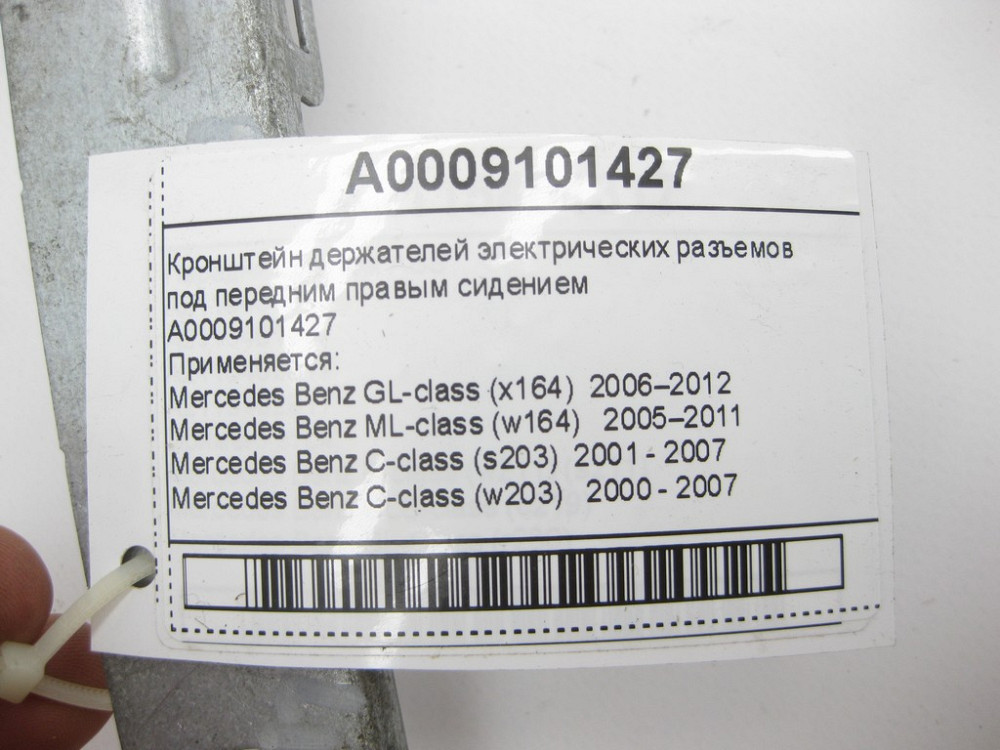 A0009101427
Кронштейн держателей электрических разъемов
под передним правым сидением
A0009101427
Применяется:
Mercedes Benz GL-class (x164) 2006–2012
Mercedes Benz ML-class (w164) 2005–2011
Mercedes Benz C-class (s203) 2001 - 2007
Mercedes Benz C-class (w203) 2000 - 2007